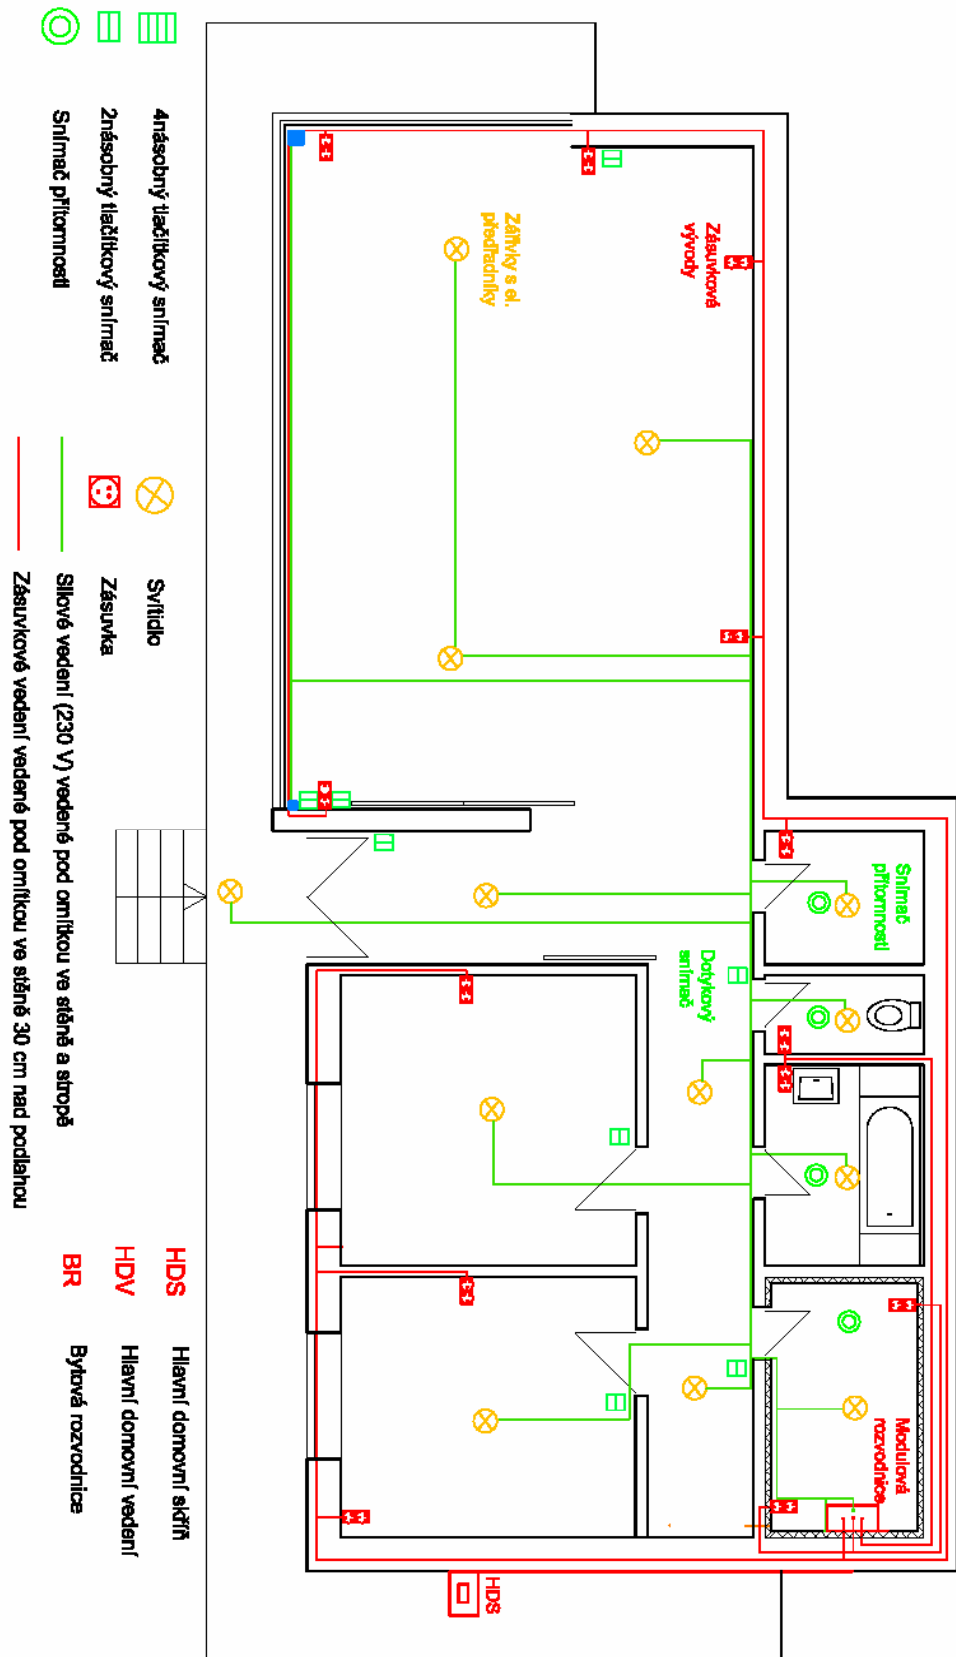 Zásuvkové
vývody
Zářivky s el.
předřadníky
Snímač
přítomnosti
Dotykový
snímač
Modulová
rozvodnice
HDS
4násobný tlačítkový snímač
2násobný tlačítkový snímač
Snímač přítomnosti
Svítidlo
Zásuvka
Silové vedení (230 V) vedené pod omítkou ve stěně a stropě
Zásuvkové vedení vedené pod omítkou ve stěně 30 cm nad podlahou
HDS Hlavní domovní skříň
HDV Hlavní domovní vedení
BR Bytová rozvodnice